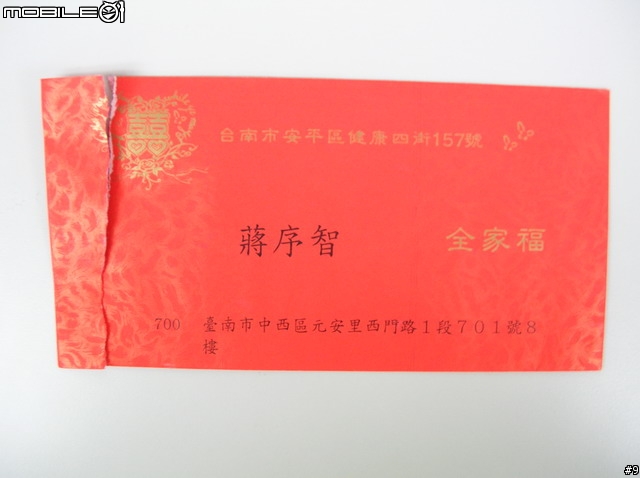 MOBILE01
囍
台南市安平區健康四街157號
蔣序智 全家福
700 臺南市中西區元安里西門路1段701號8
樓
#9